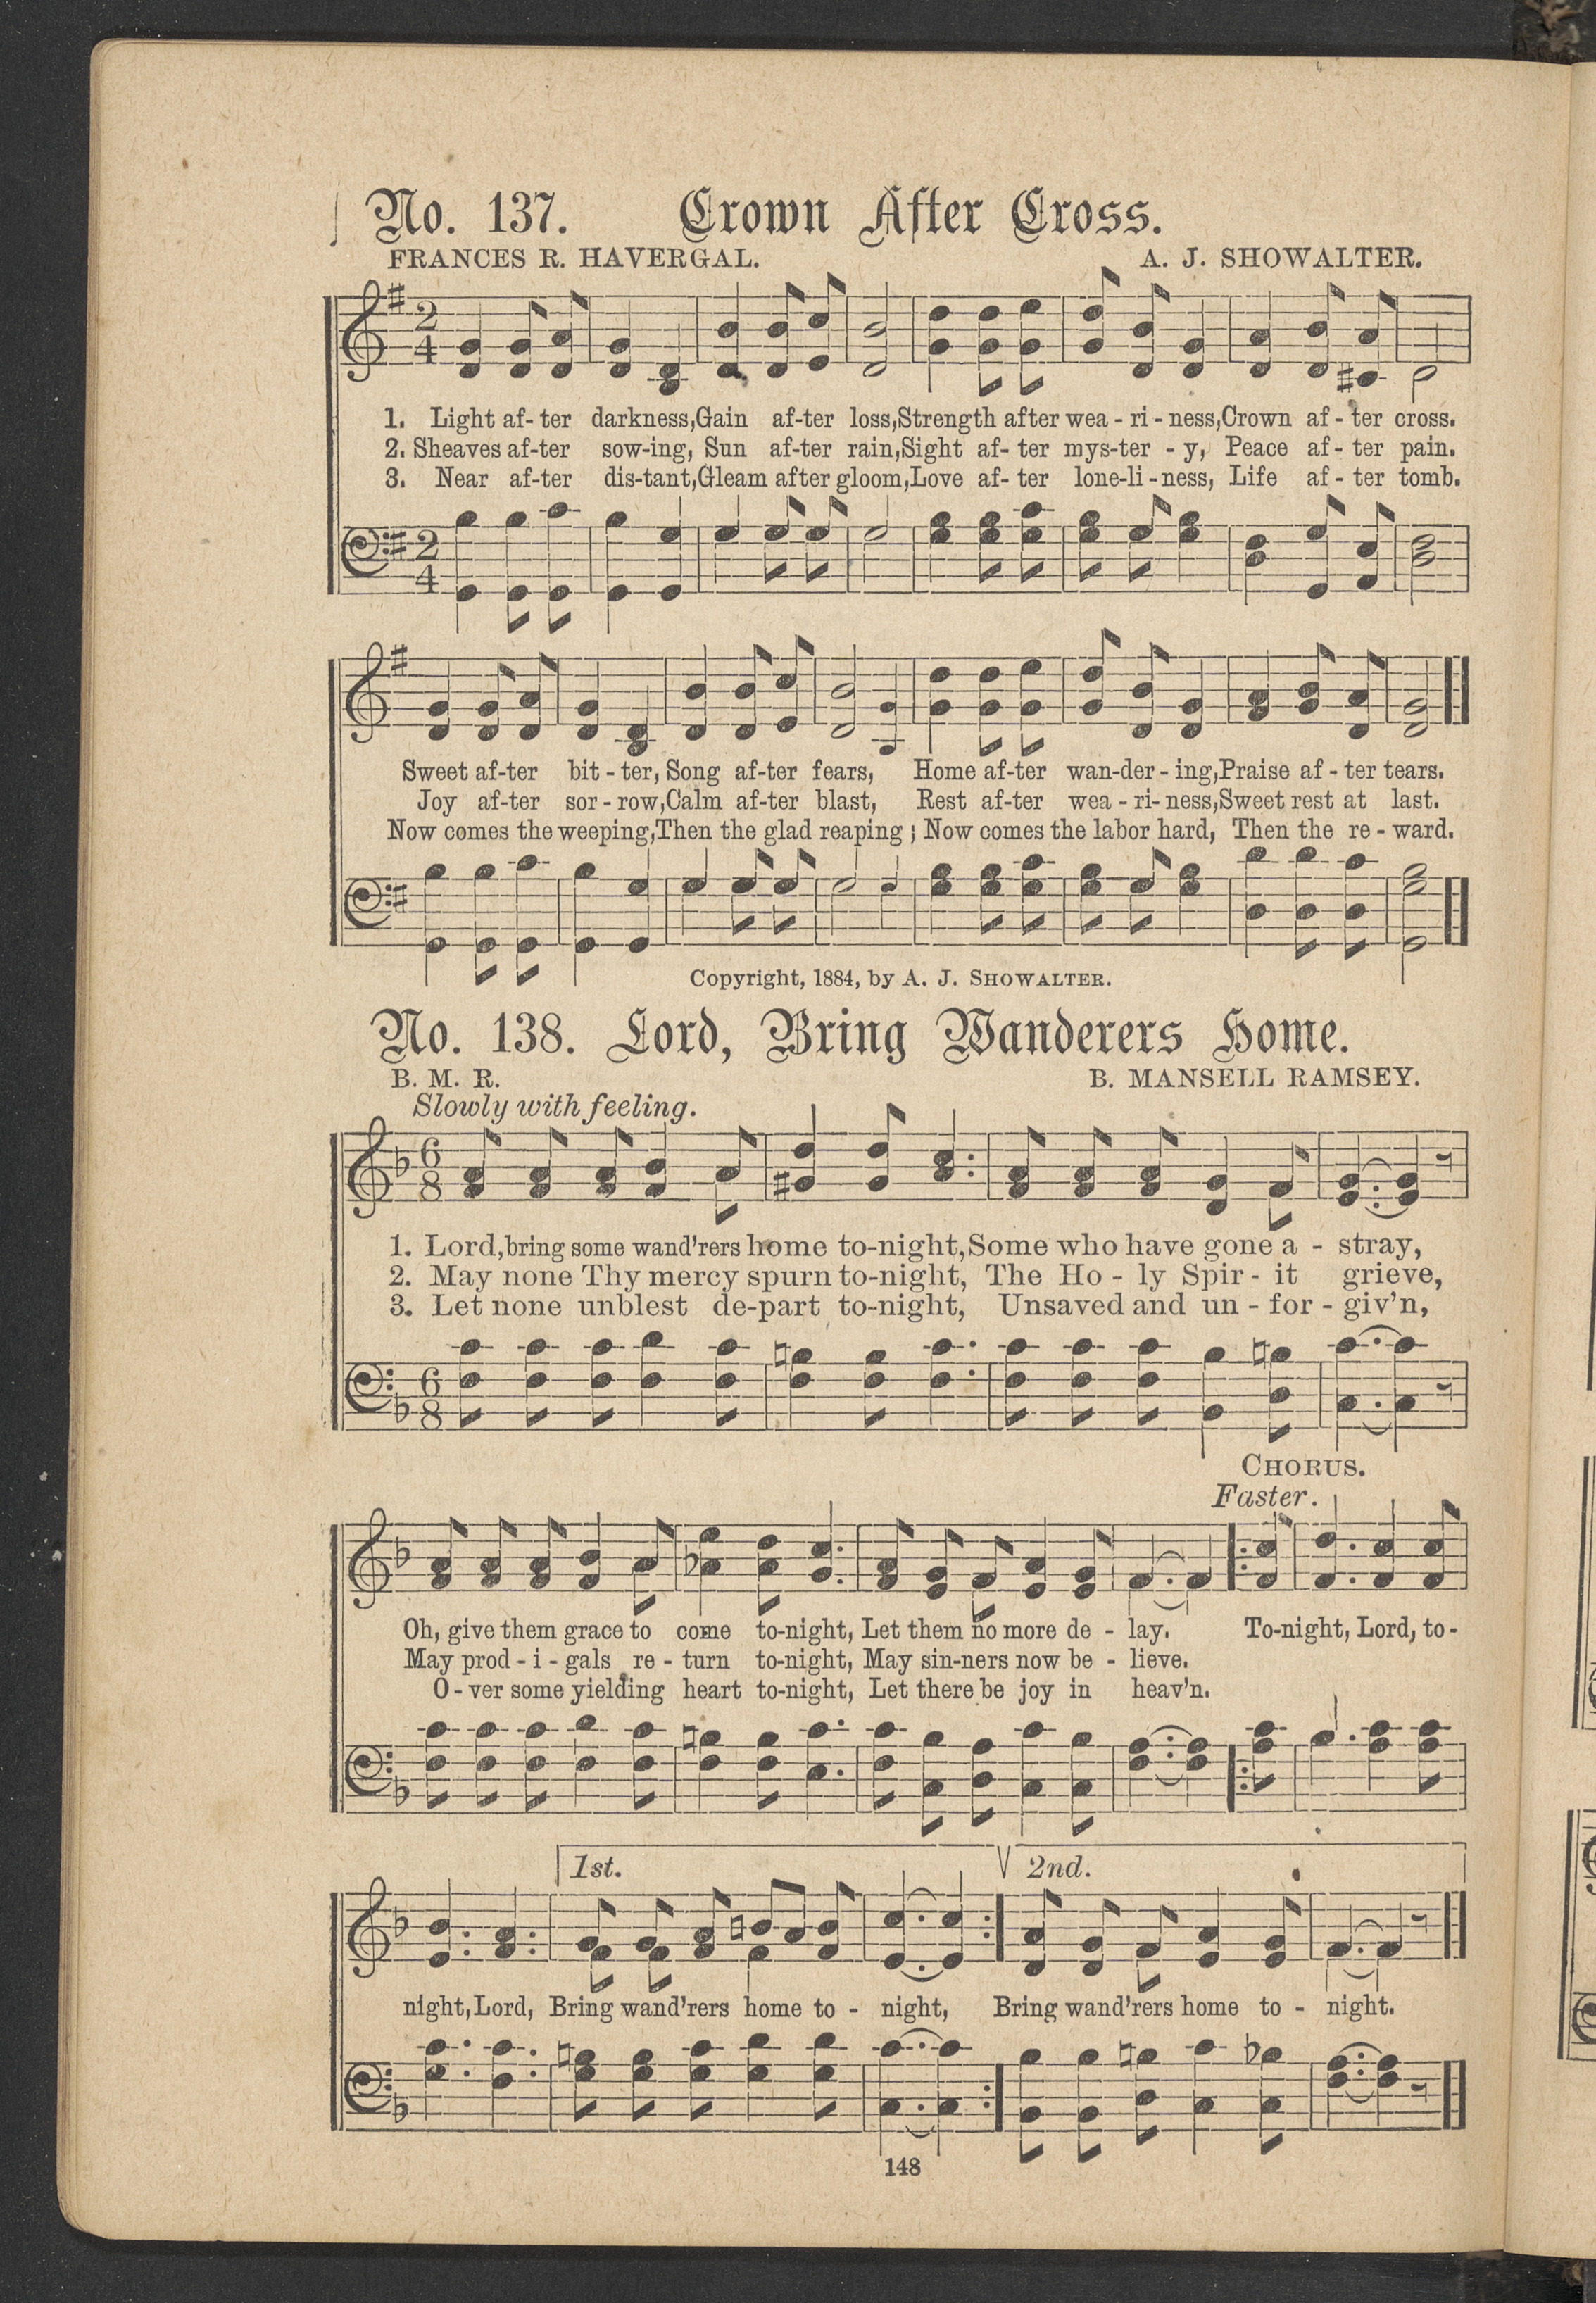 No. 137. Crown After Cross.
FRANCES R. HAVERGAL. A. J. SHOWALTER.
2 4
1. Light af-ter darkness, Gain af-ter loss, Strength after wea-ri-ness, Crown af-ter cross.
2. Sheaves af-ter sow-ing, Sun af-ter rain, Sight af-ter mys-ter-y, Peace af-ter pain.
3. Near af-ter dis-tant, Gleam after gloom, Love af-ter lone-li-ness, Life af-ter tomb.
2 4
Sweet af-ter bit-ter, Song af-ter fears, Home af-ter wan-der-ing, Praise af-ter tears.
Joy af-ter sor-row, Calm af-ter blast, Rest af-ter wea-ri-ness, Sweet rest at last.
Now comes the weeping, Then the glad reaping; Now comes the labor hard, Then the re-ward.
Copyright, 1884, by A. J. SHOWALTER.
No. 138. Lord, Bring Wanderers Home.
B. M. R. B. MANSELL RAMSEY.
Slowly with feeling.
6 8
1. Lord, bring some wand'rers home to-night, Some who have gone a-stray,
2. May none Thy mercy spurn to-night, The Ho-ly Spir-it grieve,
3. Let none unblest de-part to-night, Unsaved and un-for-giv'n,
6 8
CHORUS.
Faster.
Oh, give them grace to come to-night, Let them no more de-lay. To-night, Lord, to-
May prod-i-gals re-turn to-night, May sin-ners now be-lieve.
O-ver some yielding heart to-night, Let there be joy in heav'n.
1st. 2nd.
night, Lord, Bring wand'rers home to-night, Bring wand'rers home to-night.
148